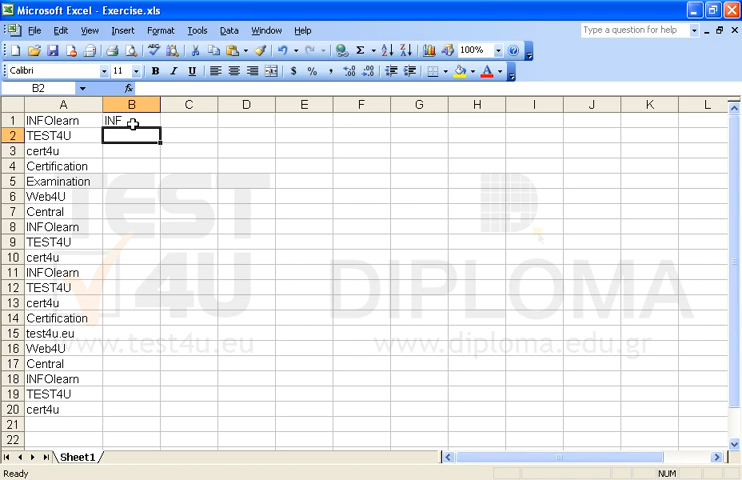 Microsoft Excel - Exercise.xls
File Edit View Insert Format Tools Data Window Help Type a question for help
100%
Calibri 11 B I U $ % ,
B2 fx
A B C D E F G H I J K L
1 INFOlearn INF
2 TEST4U
3 cert4u
4 Certification
5 Examination
6 Web4U
7 Central
8 INFOlearn
9 TEST4U
10 cert4u
11 INFOlearn
12 TEST4U
13 cert4u
14 Certification
15 test4u.eu
16 Web4U
17 Central
18 INFOlearn
19 TEST4U
20 cert4u
21
22
TEST
4U
DIPLOMA
www.test4u.eu www.diploma.edu.gr
Sheet1
Ready NUM